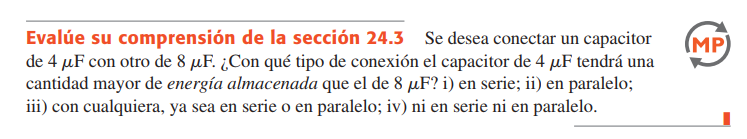 Evalúe su comprensión de la sección 24.3 Se desea conectar un capacitor
de 4 μF con otro de 8 μF. ¿Con qué tipo de conexión el capacitor de 4 μF tendrá una
cantidad mayor de energía almacenada que el de 8 μF? i) en serie; ii) en paralelo;
iii) con cualquiera, ya sea en serie o en paralelo; iv) ni en serie ni en paralelo.
MP